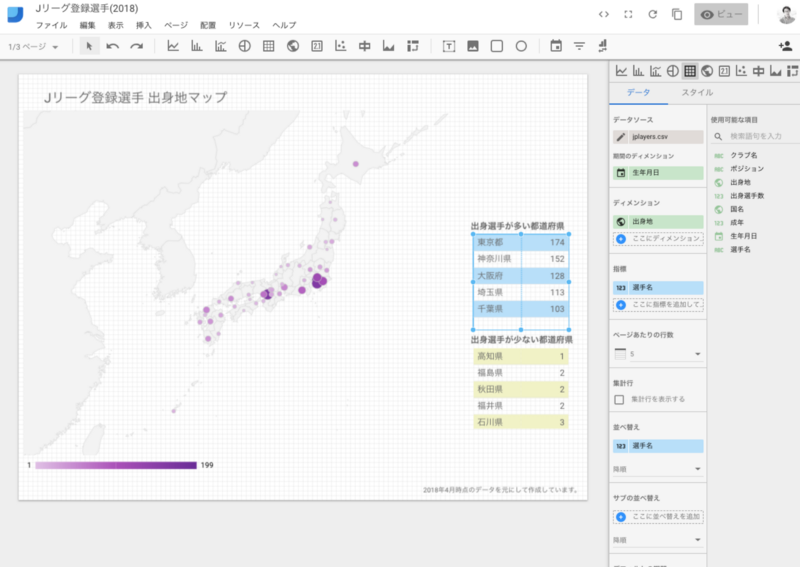 Jリーグ登録選手(2018)
ファイル 編集 表示 挿入 ページ 配置 リソース ヘルプ
ビュー
1/3 ページ
データ スタイル
Jリーグ登録選手 出身地マップ
データソース
jplayers.csv
期間のディメンション
生年月日
ディメンション
出身地
ここにディメンション..
指標
123 選手名
ここに指標を追加して..
ページあたりの行数
5
集計行
集計行を表示する
並べ替え
123 選手名
降順
サブの並べ替え
ここに並べ替えを追加
降順
使用可能な項目
検索語句を入力
ABC クラブ名
ABC ポジション
出身地
123 出身選手数
国名
123 成年
生年月日
ABC 選手名
出身選手が多い都道府県
東京都 174
神奈川県 152
大阪府 128
埼玉県 113
千葉県 103
出身選手が少ない都道府県
高知県 1
福島県 2
秋田県 2
福井県 2
石川県 3
1 199
2018年4月時点のデータを元にして作成しています。